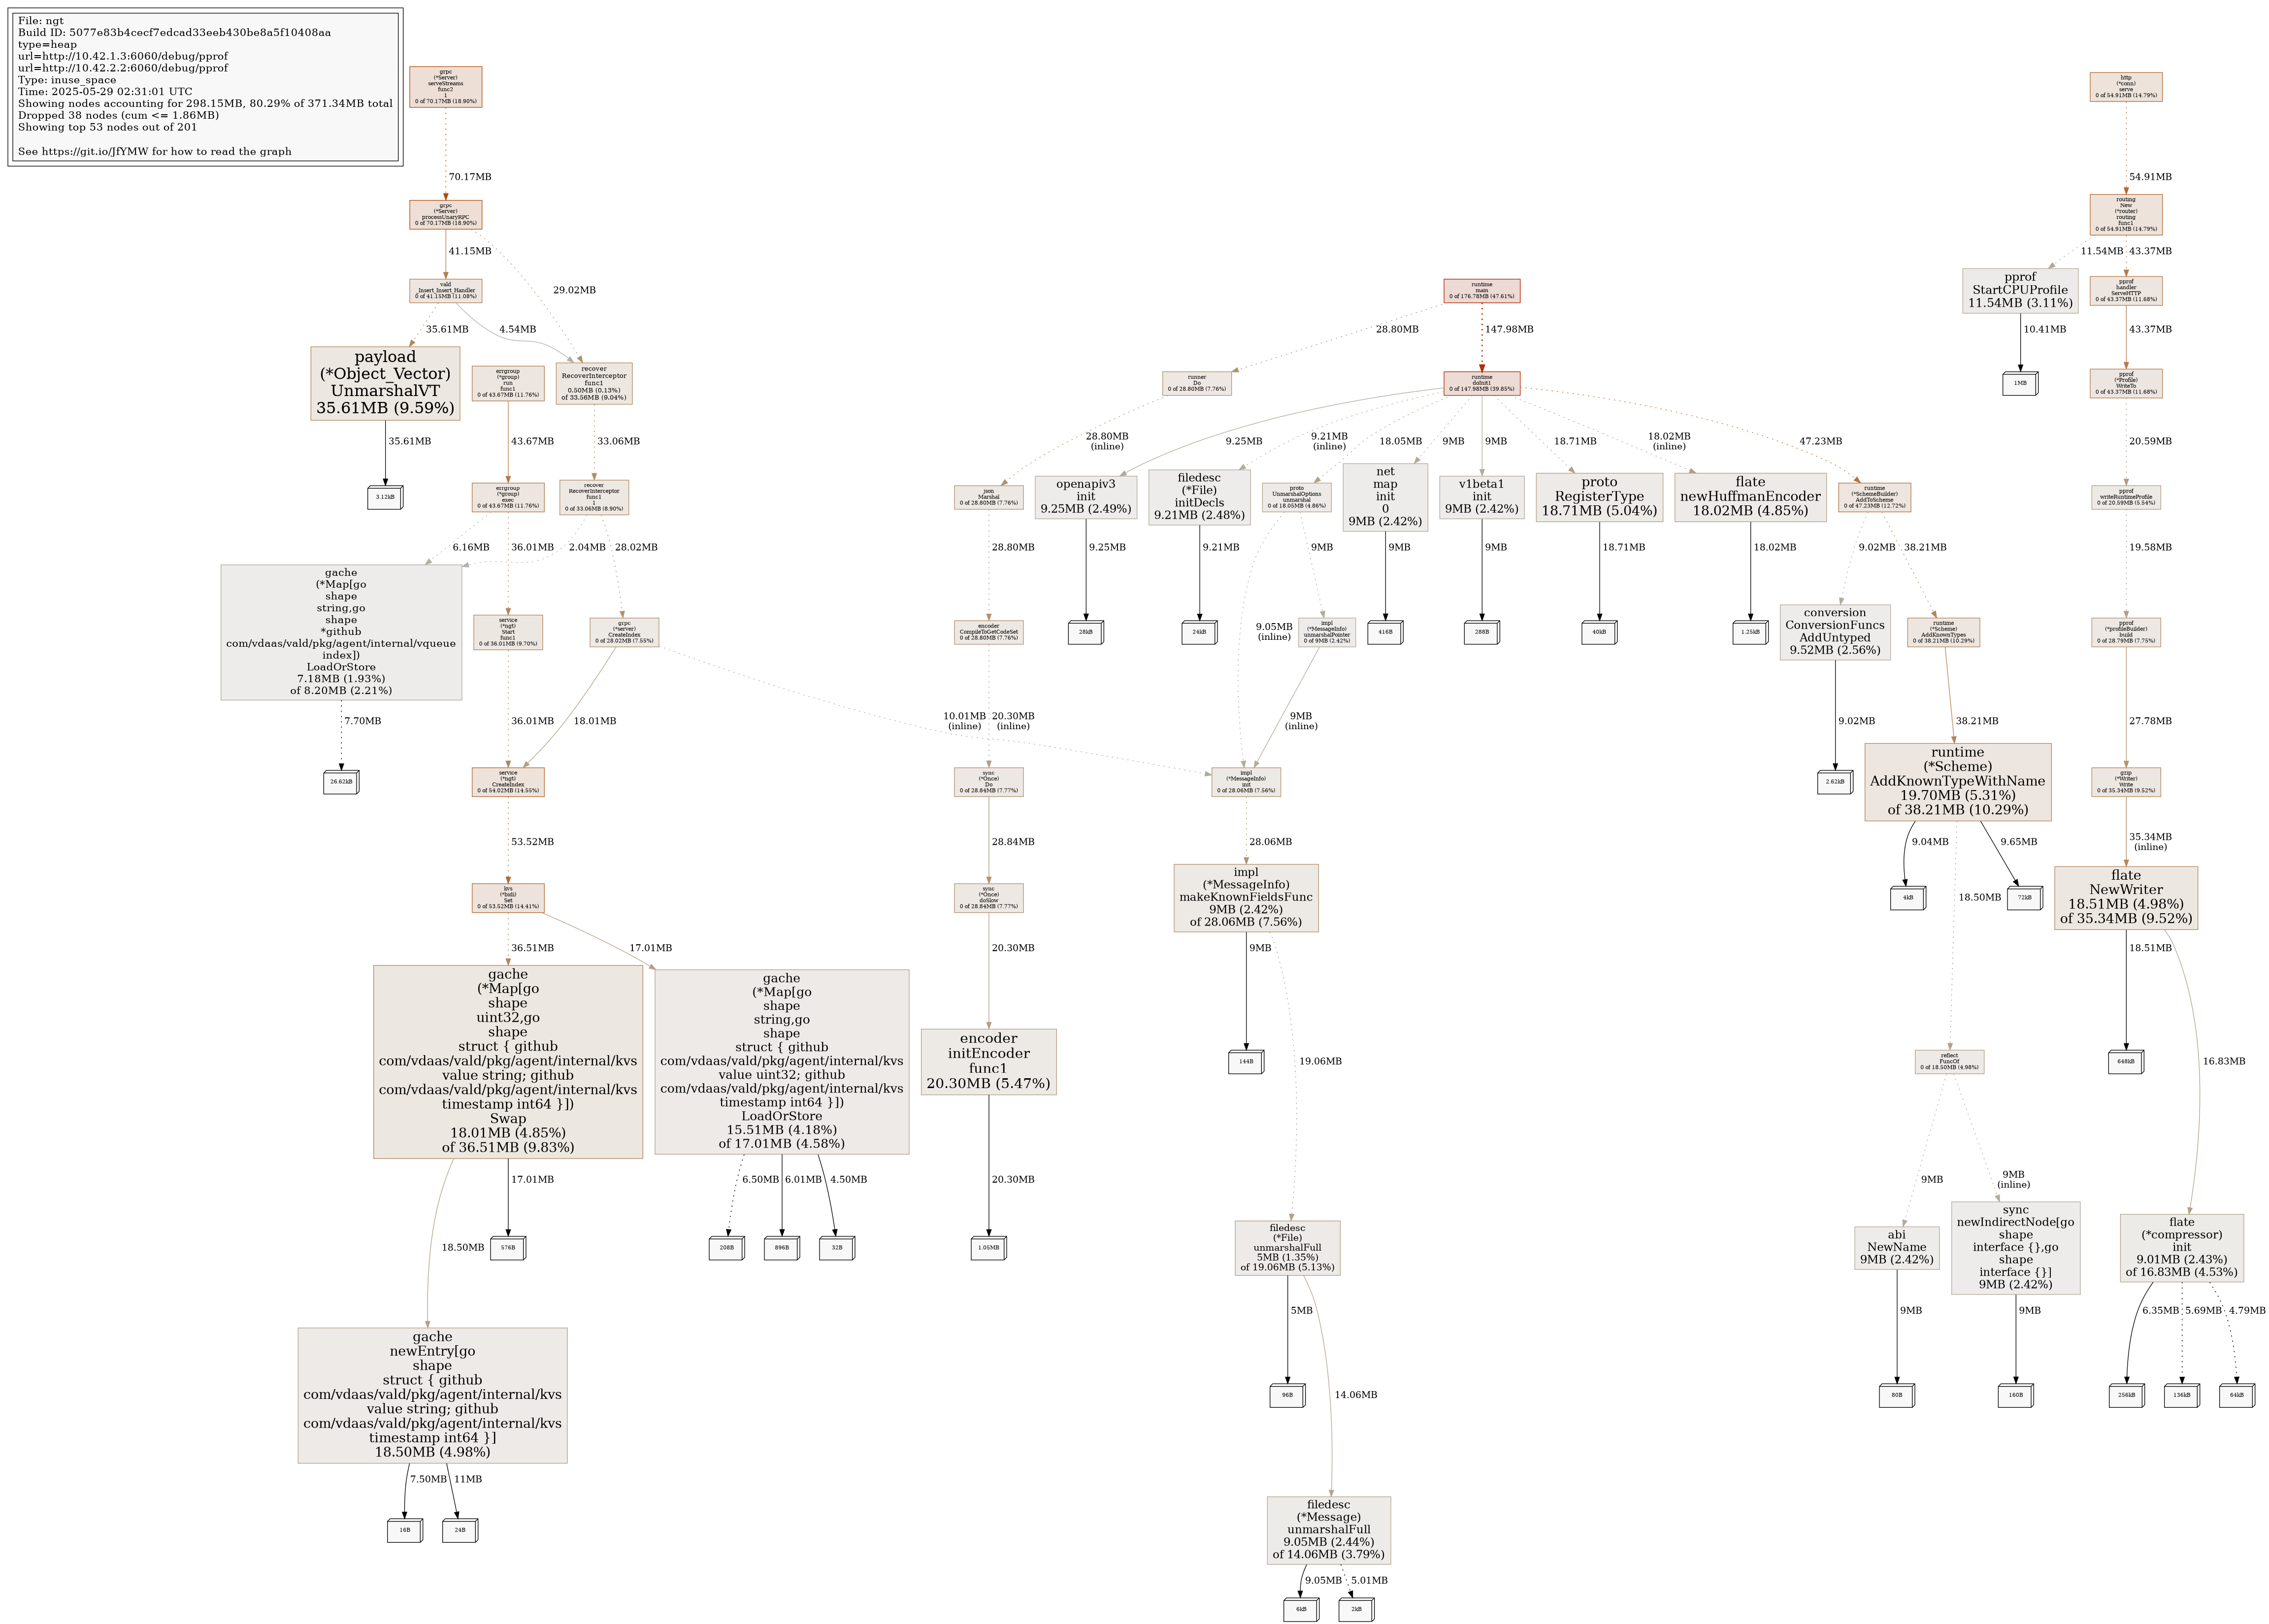 File: ngt
Build ID: 5077e83b4cecf7edcad33eeb430be8a5f10408aa
type=heap
url=http://10.42.1.3:6060/debug/pprof
url=http://10.42.2.2:6060/debug/pprof
Type: inuse_space
Time: 2025-05-29 02:31:01 UTC
Showing nodes accounting for 298.15MB, 80.29% of 371.34MB total
Dropped 38 nodes (cum <= 1.86MB)
Showing top 53 nodes out of 201
See https://git.io/JfYMW for how to read the graph
grpc
(*Server)
serveStreams
func2
1
0 of 70.17MB (18.90%)
70.17MB
grpc
(*Server)
processUnaryRPC
0 of 70.17MB (18.90%)
41.15MB
29.02MB
vald
_Insert_Insert_Handler
0 of 41.15MB (11.08%)
35.61MB
4.54MB
payload
(*Object_Vector)
UnmarshalVT
35.61MB (9.59%)
35.61MB
3.12kB
errgroup
(*group)
run
func1
0 of 43.67MB (11.76%)
43.67MB
recover
RecoverInterceptor
func1
0.50MB (0.13%)
of 33.56MB (9.04%)
33.06MB
errgroup
(*group)
exec
0 of 43.67MB (11.76%)
recover
RecoverInterceptor
func1
1
0 of 33.06MB (8.90%)
6.16MB
36.01MB
2.04MB
28.02MB
gache
(*Map[go
shape
string,go
shape
*github
com/vdaas/vald/pkg/agent/internal/vqueue
index])
LoadOrStore
7.18MB (1.93%)
of 8.20MB (2.21%)
7.70MB
26.62kB
service
(*ngt)
Start
func1
0 of 36.01MB (9.70%)
36.01MB
grpc
(*server)
CreateIndex
0 of 28.02MB (7.55%)
18.01MB
10.01MB
(inline)
service
(*ngt)
CreateIndex
0 of 54.02MB (14.55%)
53.52MB
kvs
(*bidi)
Set
0 of 53.52MB (14.41%)
36.51MB
17.01MB
gache
(*Map[go
shape
uint32,go
shape
struct { github
com/vdaas/vald/pkg/agent/internal/kvs
value string; github
com/vdaas/vald/pkg/agent/internal/kvs
timestamp int64 }])
Swap
18.01MB (4.85%)
of 36.51MB (9.83%)
18.50MB
17.01MB
576B
gache
(*Map[go
shape
string,go
shape
struct { github
com/vdaas/vald/pkg/agent/internal/kvs
value uint32; github
com/vdaas/vald/pkg/agent/internal/kvs
timestamp int64 }])
LoadOrStore
15.51MB (4.18%)
of 17.01MB (4.58%)
6.50MB
6.01MB
4.50MB
208B
896B
32B
gache
newEntry[go
shape
struct { github
com/vdaas/vald/pkg/agent/internal/kvs
value string; github
com/vdaas/vald/pkg/agent/internal/kvs
timestamp int64 }]
18.50MB (4.98%)
7.50MB
11MB
16B
24B
runtime
main
0 of 176.78MB (47.61%)
28.80MB
147.98MB
runner
Do
0 of 28.80MB (7.76%)
28.80MB
(inline)
json
Marshal
0 of 28.80MB (7.76%)
28.80MB
encoder
CompileToGetCodeSet
0 of 28.80MB (7.76%)
20.30MB
(inline)
sync
(*Once)
Do
0 of 28.84MB (7.77%)
28.84MB
sync
(*Once)
doSlow
0 of 28.84MB (7.77%)
20.30MB
encoder
initEncoder
func1
20.30MB (5.47%)
20.30MB
1.05MB
runtime
doInit1
0 of 147.98MB (39.85%)
9.25MB
9.21MB
(inline)
18.05MB
9MB
9MB
18.71MB
18.02MB
(inline)
47.23MB
openapiv3
init
9.25MB (2.49%)
9.25MB
28kB
filedesc
(*File)
initDecls
9.21MB (2.48%)
9.21MB
24kB
proto
UnmarshalOptions
unmarshal
0 of 18.05MB (4.86%)
9.05MB
(inline)
9MB
impl
(*MessageInfo)
unmarshalPointer
0 of 9MB (2.42%)
9MB
(inline)
net
map
init
0
9MB (2.42%)
9MB
416B
v1beta1
init
9MB (2.42%)
9MB
288B
proto
RegisterType
18.71MB (5.04%)
18.71MB
40kB
flate
newHuffmanEncoder
18.02MB (4.85%)
18.02MB
1.25kB
runtime
(*SchemeBuilder)
AddToScheme
0 of 47.23MB (12.72%)
9.02MB
38.21MB
conversion
ConversionFuncs
AddUntyped
9.52MB (2.56%)
9.02MB
2.62kB
runtime
(*Scheme)
AddKnownTypes
0 of 38.21MB (10.29%)
38.21MB
runtime
(*Scheme)
AddKnownTypeWithName
19.70MB (5.31%)
of 38.21MB (10.29%)
9.04MB
18.50MB
9.65MB
4kB
72kB
reflect
FuncOf
0 of 18.50MB (4.98%)
9MB
9MB
(inline)
abi
NewName
9MB (2.42%)
9MB
80B
sync
newIndirectNode[go
shape
interface {},go
shape
interface {}]
9MB (2.42%)
9MB
160B
impl
(*MessageInfo)
init
0 of 28.06MB (7.56%)
28.06MB
impl
(*MessageInfo)
makeKnownFieldsFunc
9MB (2.42%)
of 28.06MB (7.56%)
9MB
19.06MB
144B
filedesc
(*File)
unmarshalFull
5MB (1.35%)
of 19.06MB (5.13%)
5MB
14.06MB
96B
filedesc
(*Message)
unmarshalFull
9.05MB (2.44%)
of 14.06MB (3.79%)
9.05MB
5.01MB
6kB
2kB
http
(*conn)
serve
0 of 54.91MB (14.79%)
54.91MB
routing
New
(*router)
routing
func1
0 of 54.91MB (14.79%)
11.54MB
43.37MB
pprof
StartCPUProfile
11.54MB (3.11%)
10.41MB
1MB
pprof
handler
ServeHTTP
0 of 43.37MB (11.68%)
43.37MB
pprof
(*Profile)
WriteTo
0 of 43.37MB (11.68%)
20.59MB
pprof
writeRuntimeProfile
0 of 20.59MB (5.54%)
19.58MB
pprof
(*profileBuilder)
build
0 of 28.79MB (7.75%)
27.78MB
gzip
(*Writer)
Write
0 of 35.34MB (9.52%)
35.34MB
(inline)
flate
NewWriter
18.51MB (4.98%)
of 35.34MB (9.52%)
18.51MB
16.83MB
648kB
flate
(*compressor)
init
9.01MB (2.43%)
of 16.83MB (4.53%)
6.35MB
5.69MB
4.79MB
256kB
136kB
64kB